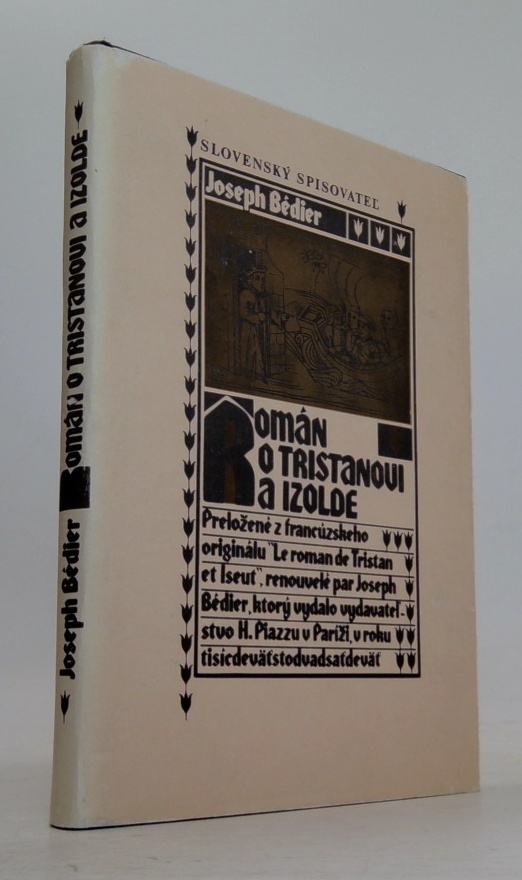 SLOVENSKÝ SPISOVATEĽ
Joseph Bédier
Román
o TRISTANOVI
a IZOLDE
Preložené z francúzskeho
originálu "Le roman de Tristan
et Iseut", renouvelé par Joseph
Bédier, ktorý vydalo vydavateľ-
stvo H. Piazzu v Paríži, v roku
tisícdeväťstodvadsaťdeväť
Joseph Bédier Román o TRISTANOVI a IZOLDE